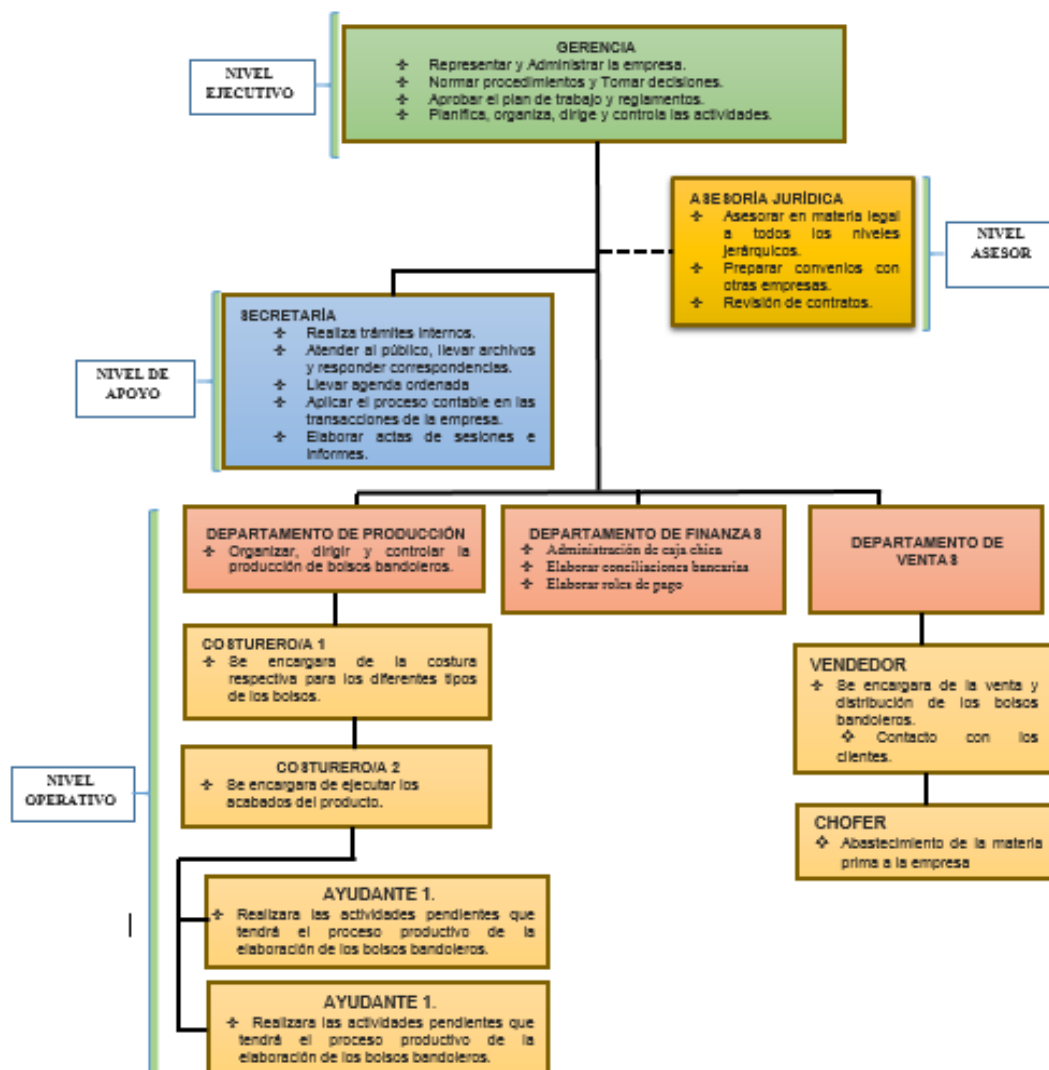 GERENCIA
❖ Representar y Administrar la empresa.
❖ Normar procedimientos y Tomar decisiones.
❖ Aprobar el plan de trabajo y reglamentos.
❖ Planifica, organiza, dirige y controla las actividades.
NIVEL
EJECUTIVO
ASESORÍA JURÍDICA
❖ Asesorar en materia legal
a todos los niveles
jerárquicos.
❖ Preparar convenios con
otras empresas.
❖ Revisión de contratos.
NIVEL
ASESOR
SECRETARÍA
❖ Realiza trámites internos.
❖ Atender al público, llevar archivos
y responder correspondencias.
❖ Llevar agenda ordenada
❖ Aplicar el proceso contable en las
transacciones de la empresa.
❖ Elaborar actas de sesiones e
informes.
NIVEL DE
APOYO
DEPARTAMENTO DE PRODUCCIÓN
❖ Organizar, dirigir y controlar la
producción de bolsos bandoleros.
DEPARTAMENTO DE FINANZAS
❖ Administración de caja chica
❖ Elaborar conciliaciones bancarias
❖ Elaborar roles de pago
DEPARTAMENTO DE
VENTAS
COSTURERO/A 1
❖ Se encargara de la costura
respectiva para los diferentes tipos
de los bolsos.
VENDEDOR
❖ Se encargara de la venta y
distribución de los bolsos
bandoleros.
❖ Contacto con los
clientes.
NIVEL
OPERATIVO
COSTURERO/A 2
❖ Se encargara de ejecutar los
acabados del producto.
CHOFER
❖ Abastecimiento de la materia
prima a la empresa
AYUDANTE 1.
❖ Realizara las actividades pendientes que
tendrá el proceso productivo de la
elaboración de los bolsos bandoleros.
AYUDANTE 1.
❖ Realizara las actividades pendientes que
tendrá el proceso productivo de la
elaboración de los bolsos bandoleros.